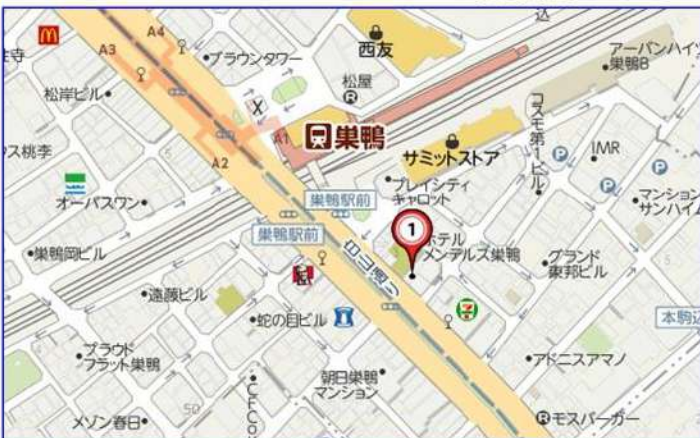 込
A4
A3
ブラウンタワー
西友
アーバンハイツ
巣鴨B
松屋
松岸ビル
A1
巣鴨
コスモ第1ビル
A2
サミットストア
IMR
ス桃李
プレイシティ
キャロット
巣鴨駅前
マンション
サンハイ
オーパスワン
1
巣鴨駅前
ホテル
メンテルス巣鴨
白山通り
巣鴨岡ビル
グランド
東邦ビル
遠藤ビル
蛇の目ビル
本駒込
プラウド
フラット巣鴨
アドニスアマノ
朝日巣鴨
マンション
メゾン春日
モスバーガー